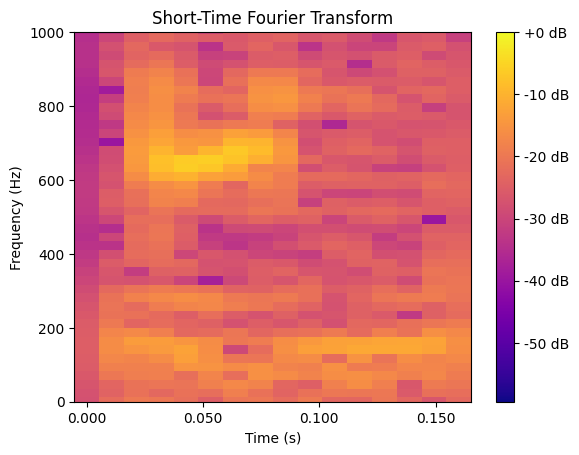 Short-Time Fourier Transform
1000
800
600
400
200
0
Frequency (Hz)
0.000
0.050
0.100
0.150
Time (s)
+0 dB
-10 dB
-20 dB
-30 dB
-40 dB
-50 dB